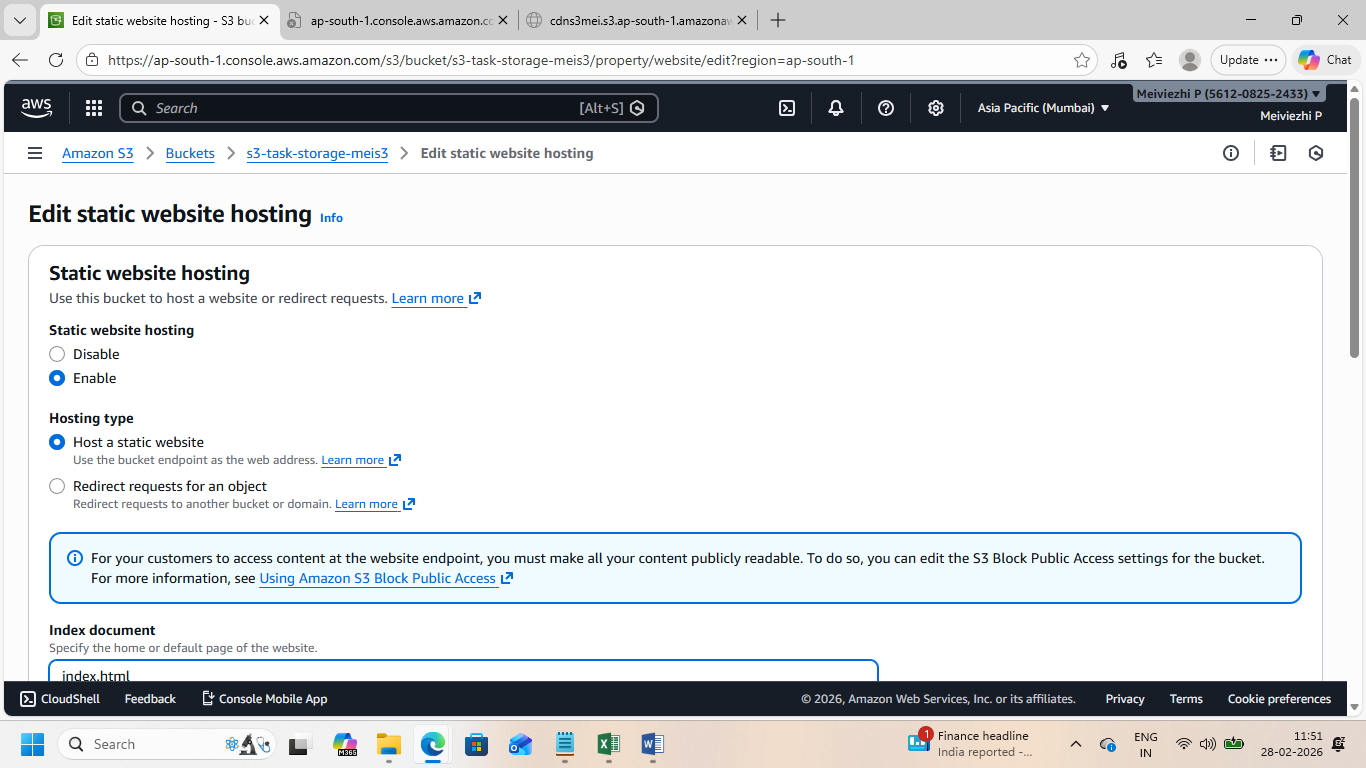 Edit static website hosting - S3 buc
ap-south-1.console.aws.amazon.co
cdns3mei.s3.ap-south-1.amazonaw
https://ap-south-1.console.aws.amazon.com/s3/bucket/s3-task-storage-meis3/property/website/edit?region=ap-south-1
Update
Chat
aws
Search
[Alt+S]
Asia Pacific (Mumbai)
Meiviezhi P (5612-0825-2433)
Meiviezhi P
Amazon S3 > Buckets > s3-task-storage-meis3 > Edit static website hosting
Edit static website hosting Info
Static website hosting
Use this bucket to host a website or redirect requests. Learn more
Static website hosting
Disable
Enable
Hosting type
Host a static website
Use the bucket endpoint as the web address. Learn more
Redirect requests for an object
Redirect requests to another bucket or domain. Learn more
For your customers to access content at the website endpoint, you must make all your content publicly readable. To do so, you can edit the S3 Block Public Access settings for the bucket.
For more information, see Using Amazon S3 Block Public Access
Index document
Specify the home or default page of the website.
index.html
CloudShell Feedback Console Mobile App © 2026, Amazon Web Services, Inc. or its affiliates. Privacy Terms Cookie preferences
Search
M365
1
Finance headline
India reported -...
ENG
IN
11:51
28-02-2026